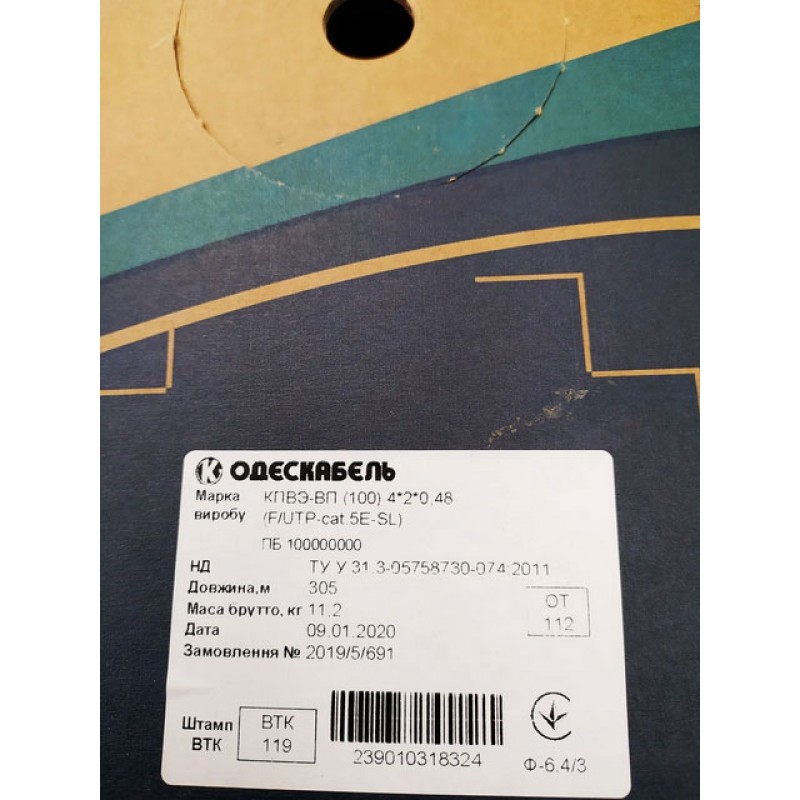 ОДЕСКАБЕЛЬ
Марка виробу КПВЭ-ВП (100) 4*2*0,48
(F/UTP-cat.5E-SL)
ПБ 100000000
НД ТУ У 31.3-05758730-074:2011
Довжина,м 305
Маса брутто, кг 11,2
Дата 09.01.2020
Замовлення № 2019/5/691
ОТ
112
Штамп ВТК
ВТК
119
239010318324
Ф-6.4/3